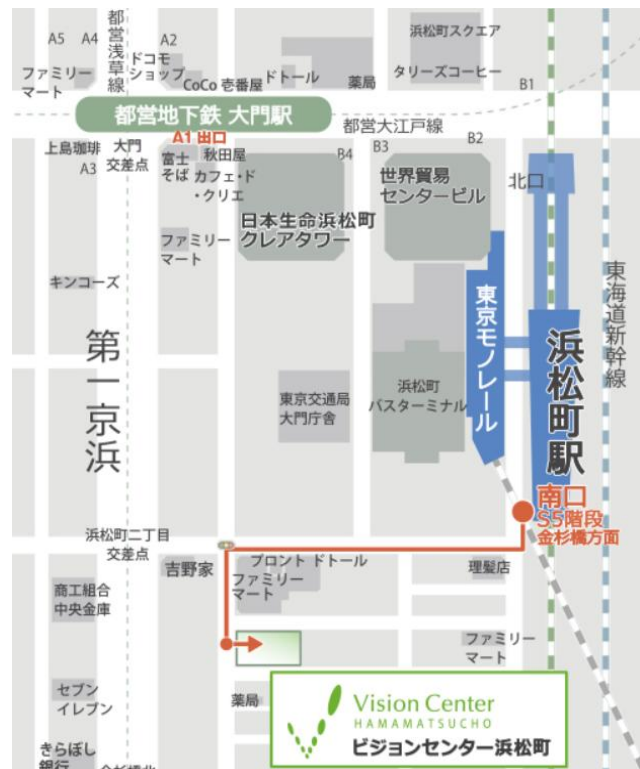 A5
A4
都営浅草線
A2
ドコモ
ショップ
ファミリー
マート
CoCo 壱番屋
ドトール
薬局
浜松町スクエア
タリーズコーヒー
B1
都営地下鉄 大門駅
都営大江戸線
A1 出口
上島珈琲
A3
大門
交差点
富士
そば
秋田屋
カフェ・ド
・クリエ
B4
B3
B2
北口
世界貿易
センタービル
日本生命浜松町
クレアタワー
ファミリー
マート
キンコーズ
第一京浜
東京モノレール
東海道新幹線
浜松町駅
東京交通局
大門庁舎
浜松町
バスターミナル
南口
S5階段
金杉橋方面
浜松町二丁目
交差点
吉野家
プロント ドトール
ファミリー
マート
理髪店
商工組合
中央金庫
ファミリー
マート
セブン
イレブン
薬局
Vision Center
HAMAMATSUCHO
ビジョンセンター浜松町
きらぼし
銀行
金杉橋北